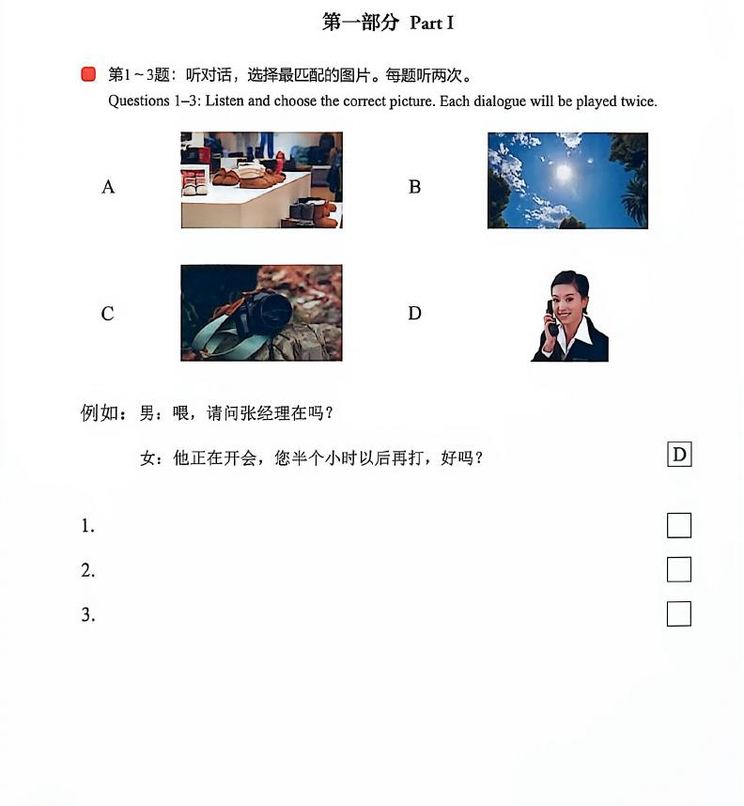 第一部分 Part I
第1~3题：听对话，选择最匹配的图片。每题听两次。
Questions 1–3: Listen and choose the correct picture. Each dialogue will be played twice.
A
B
C
D
例如：男：喂，请问张经理在吗？
女：他正在开会，您半个小时以后再打，好吗？
D
1.
2.
3.